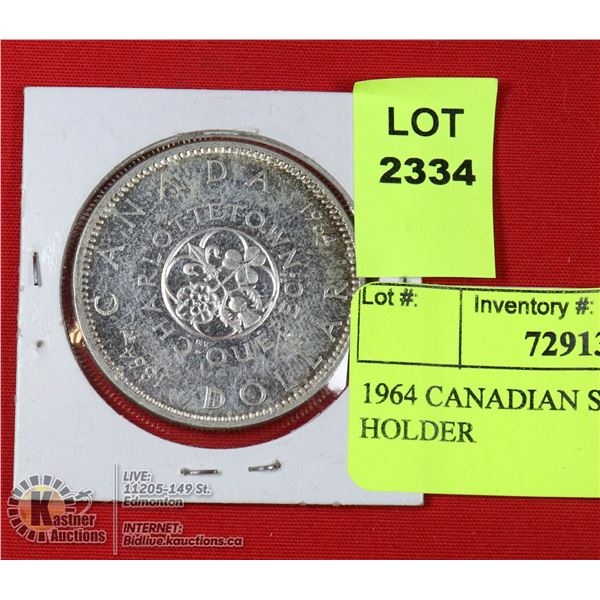 LOT
2334
Lot #:
Inventory #:
72913
1964 CANADIAN S
HOLDER
CANADA
DOLLAR
1864
1964
CHARLOTTETOWN
QUEBEC
LIVE:
11205-149 St.
Edmonton
INTERNET:
Bidlive.kauctions.ca
Kastner
Auctions